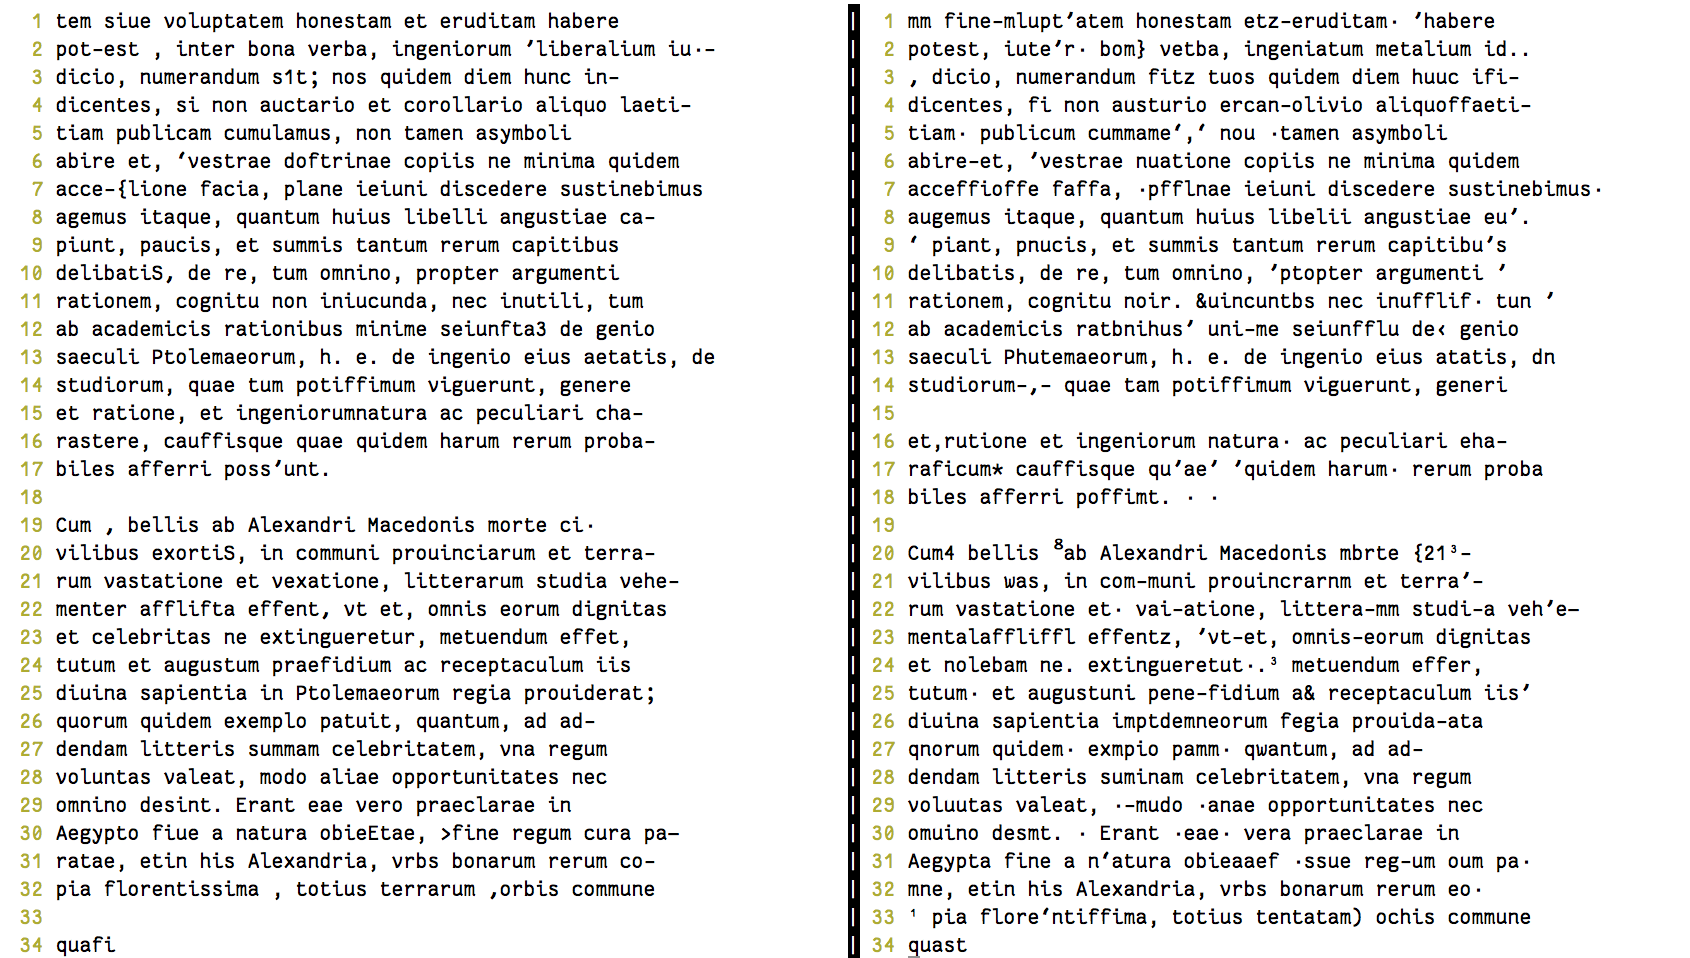 1 tem siue voluptatem honestam et eruditam habere
2 pot-est , inter bona verba, ingeniorum ’liberalium iu·-
3 dicio, numerandum s1t; nos quidem diem hunc in-
4 dicentes, si non auctario et corollario aliquo laeti-
5 tiam publicam cumulamus, non tamen asymboli
6 abire et, ‘vestrae doftrinae copiis ne minima quidem
7 acce-{lione facia, plane ieiuni discedere sustinebimus
8 agemus itaque, quantum huius libelli angustiae ca-
9 piunt, paucis, et summis tantum rerum capitibus
10 delibatiS, de re, tum omnino, propter argumenti
11 rationem, cognitu non iniucunda, nec inutili, tum
12 ab academicis rationibus minime seiunfta3 de genio
13 saeculi Ptolemaeorum, h. e. de ingenio eius aetatis, de
14 studiorum, quae tum potiffimum viguerunt, genere
15 et ratione, et ingeniorumnatura ac peculiari cha-
16 rastere, cauffisque quae quidem harum rerum proba-
17 biles afferri poss’unt.
18
19 Cum , bellis ab Alexandri Macedonis morte ci·
20 vilibus exortiS, in communi prouinciarum et terra-
21 rum vastatione et vexatione, litterarum studia vehe-
22 menter afflifta effent, vt et, omnis eorum dignitas
23 et celebritas ne extingueretur, metuendum effet,
24 tutum et augustum praefidium ac receptaculum iis
25 diuina sapientia in Ptolemaeorum regia prouiderat;
26 quorum quidem exemplo patuit, quantum, ad ad-
27 dendam litteris summam celebritatem, vna regum
28 voluntas valeat, modo aliae opportunitates nec
29 omnino desint. Erant eae vero praeclarae in
30 Aegypto fiue a natura obieEtae, >fine regum cura pa-
31 ratae, etin his Alexandria, vrbs bonarum rerum co-
32 pia florentissima , totius terrarum ,orbis commune
33
34 quafi
1 mm fine-mlupt’atem honestam etz-eruditam· ’habere
2 potest, iute’r· bom} vetba, ingeniatum metalium id..
3 , dicio, numerandum fitz tuos quidem diem huuc ifi-
4 dicentes, fi non austurio ercan-olivio aliquoffaeti-
5 tiam· publicum cummame‘,‘ nou ·tamen asymboli
6 abire-et, ’vestrae nuatione copiis ne minima quidem
7 acceffioffe faffa, ·pfflnae ieiuni discedere sustinebimus·
8 augemus itaque, quantum huius libelii angustiae eu’.
9 ‘ piant, pnucis, et summis tantum rerum capitibu’s
10 delibatis, de re, tum omnino, ’ptopter argumenti ’
11 rationem, cognitu noir. &uincuntbs nec inufflif· tun ’
12 ab academicis ratbnihus’ uni-me seiunfflu de‹ genio
13 saeculi Phutemaeorum, h. e. de ingenio eius atatis, dn
14 studiorum-,- quae tam potiffimum viguerunt, generi
15
16 et,rutione et ingeniorum natura· ac peculiari eha-
17 raficum* cauffisque qu’ae’ ’quidem harum· rerum proba
18 biles afferri poffimt. · ·
19
20 Cum4 bellis ⁸ab Alexandri Macedonis mbrte {21³-
21 vilibus was, in com-muni prouincrarnm et terra’-
22 rum vastatione et· vai-atione, littera-mm studi-a veh’e-
23 mentalaffliffl effentz, ’vt-et, omnis-eorum dignitas
24 et nolebam ne. extingueretut·.³ metuendum effer,
25 tutum· et augustuni pene-fidium a& receptaculum iis’
26 diuina sapientia imptdemneorum fegia prouida-ata
27 qnorum quidem· exmpio pamm· qwantum, ad ad-
28 dendam litteris suminam celebritatem, vna regum
29 voluutas valeat, ·-mudo ·anae opportunitates nec
30 omuino desmt. · Erant ·eae· vera praeclarae in
31 Aegypta fine a n’atura obieaaef ·ssue reg-um oum pa·
32 mne, etin his Alexandria, vrbs bonarum rerum eo·
33 ¹ pia flore‘ntiffima, totius tentatam) ochis commune
34 quast